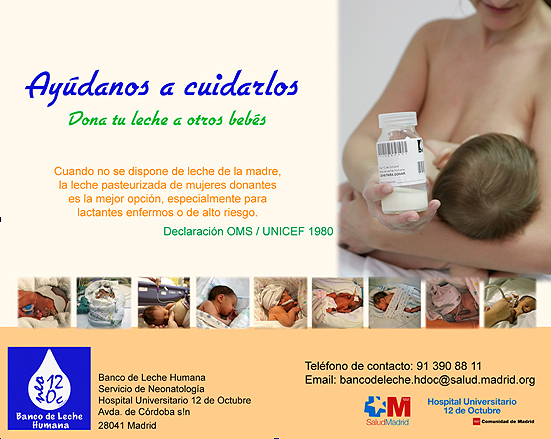 Ayúdanos a cuidarlos
Dona tu leche a otros bebés
Cuando no se dispone de leche de la madre,
la leche pasteurizada de mujeres donantes
es la mejor opción, especialmente para
lactantes enfermos o de alto riesgo.
Declaración OMS / UNICEF 1980
12
Oc
Banco de Leche
Humana
Banco de Leche Humana
Servicio de Neonatología
Hospital Universitario 12 de Octubre
Avda. de Córdoba s!n
28041 Madrid
Teléfono de contacto: 91 390 88 11
Email: bancodeleche.hdoc@salud.madrid.org
M
SaludMadrid
Hospital Universitario
12 de Octubre
Comunidad de Madrid